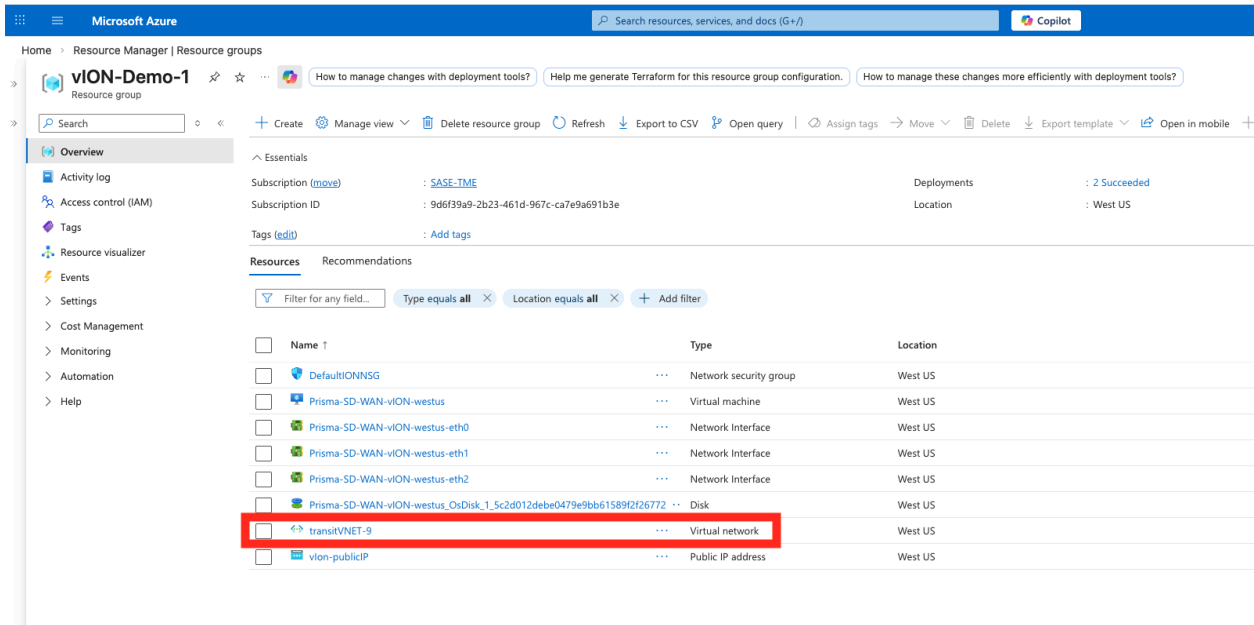 Microsoft Azure
Search resources, services, and docs (G+/)
Copilot
Home > Resource Manager | Resource groups
vION-Demo-1
How to manage changes with deployment tools?
Help me generate Terraform for this resource group configuration.
How to manage these changes more efficiently with deployment tools?
Resource group
Search
Create
Manage view
Delete resource group
Refresh
Export to CSV
Open query
Assign tags
Move
Delete
Export template
Open in mobile
Overview
Activity log
Access control (IAM)
Tags
Resource visualizer
Events
Settings
Cost Management
Monitoring
Automation
Help
Essentials
Subscription (move) : SASE-TME
Deployments : 2 Succeeded
Subscription ID : 9d6f39a9-2b23-461d-967c-ca7e9a691b3e
Location : West US
Tags (edit) : Add tags
Resources Recommendations
Filter for any field...
Type equals all
Location equals all
Add filter
Name ↑ Type Location
DefaultIONNSG ... Network security group West US
Prisma-SD-WAN-vION-westus ... Virtual machine West US
Prisma-SD-WAN-vION-westus-eth0 ... Network Interface West US
Prisma-SD-WAN-vION-westus-eth1 ... Network Interface West US
Prisma-SD-WAN-vION-westus-eth2 ... Network Interface West US
Prisma-SD-WAN-vION-westus_OsDisk_1_5c2d012debe0479e9bb61589f2f26772 ·· Disk West US
transitVNET-9 ... Virtual network West US
vIon-publicIP ... Public IP address West US